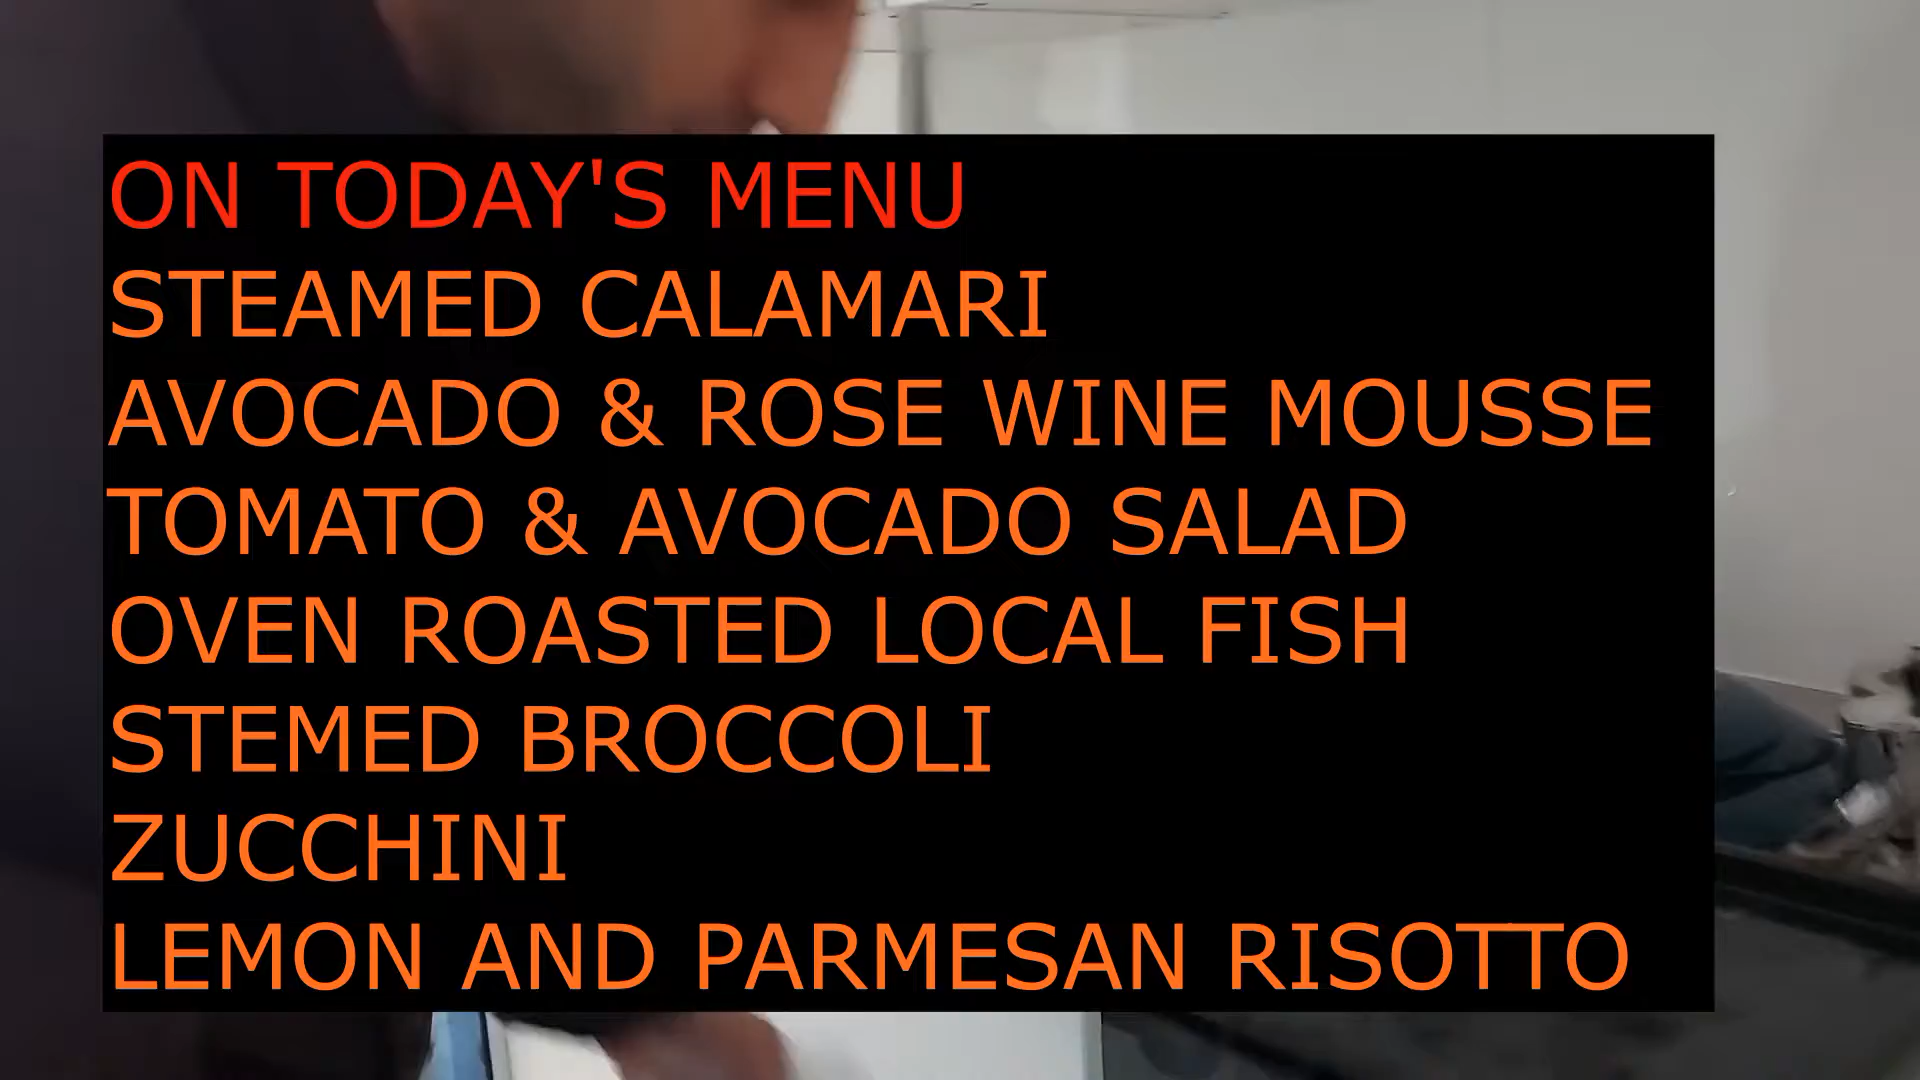 ON TODAY'S MENU
STEAMED CALAMARI
AVOCADO & ROSE WINE MOUSSE
TOMATO & AVOCADO SALAD
OVEN ROASTED LOCAL FISH
STEMED BROCCOLI
ZUCCHINI
LEMON AND PARMESAN RISOTTO